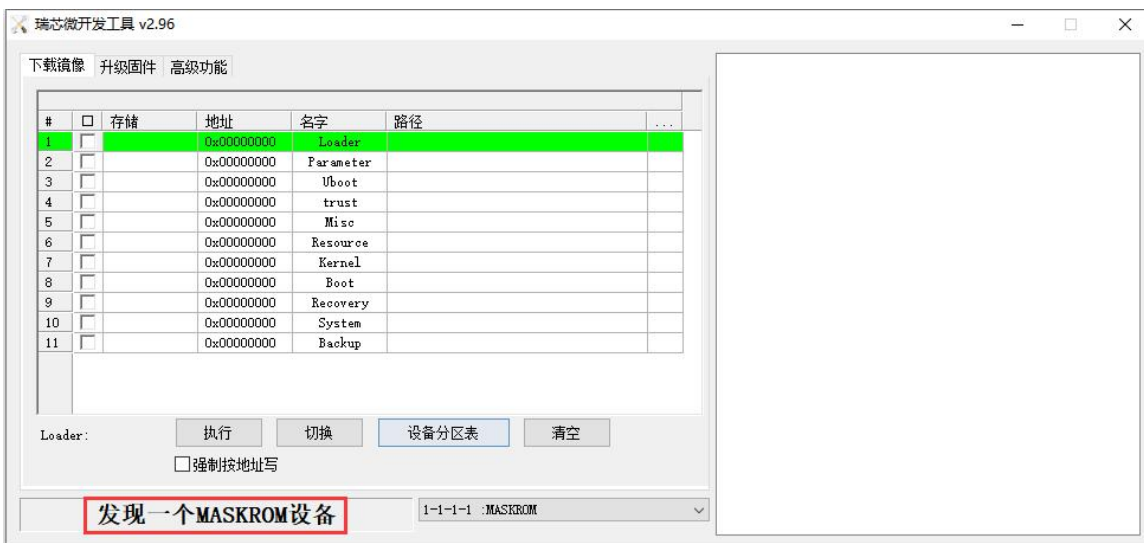 瑞芯微开发工具 v2.96
下载镜像 升级固件 高级功能
# 存储 地址 名字 路径 ...
1 0x00000000 Loader
2 0x00000000 Parameter
3 0x00000000 Uboot
4 0x00000000 trust
5 0x00000000 Misc
6 0x00000000 Resource
7 0x00000000 Kernel
8 0x00000000 Boot
9 0x00000000 Recovery
10 0x00000000 System
11 0x00000000 Backup
Loader: 执行 切换 设备分区表 清空
强制按地址写
发现一个MASKROM设备 1-1-1-1 :MASKROM